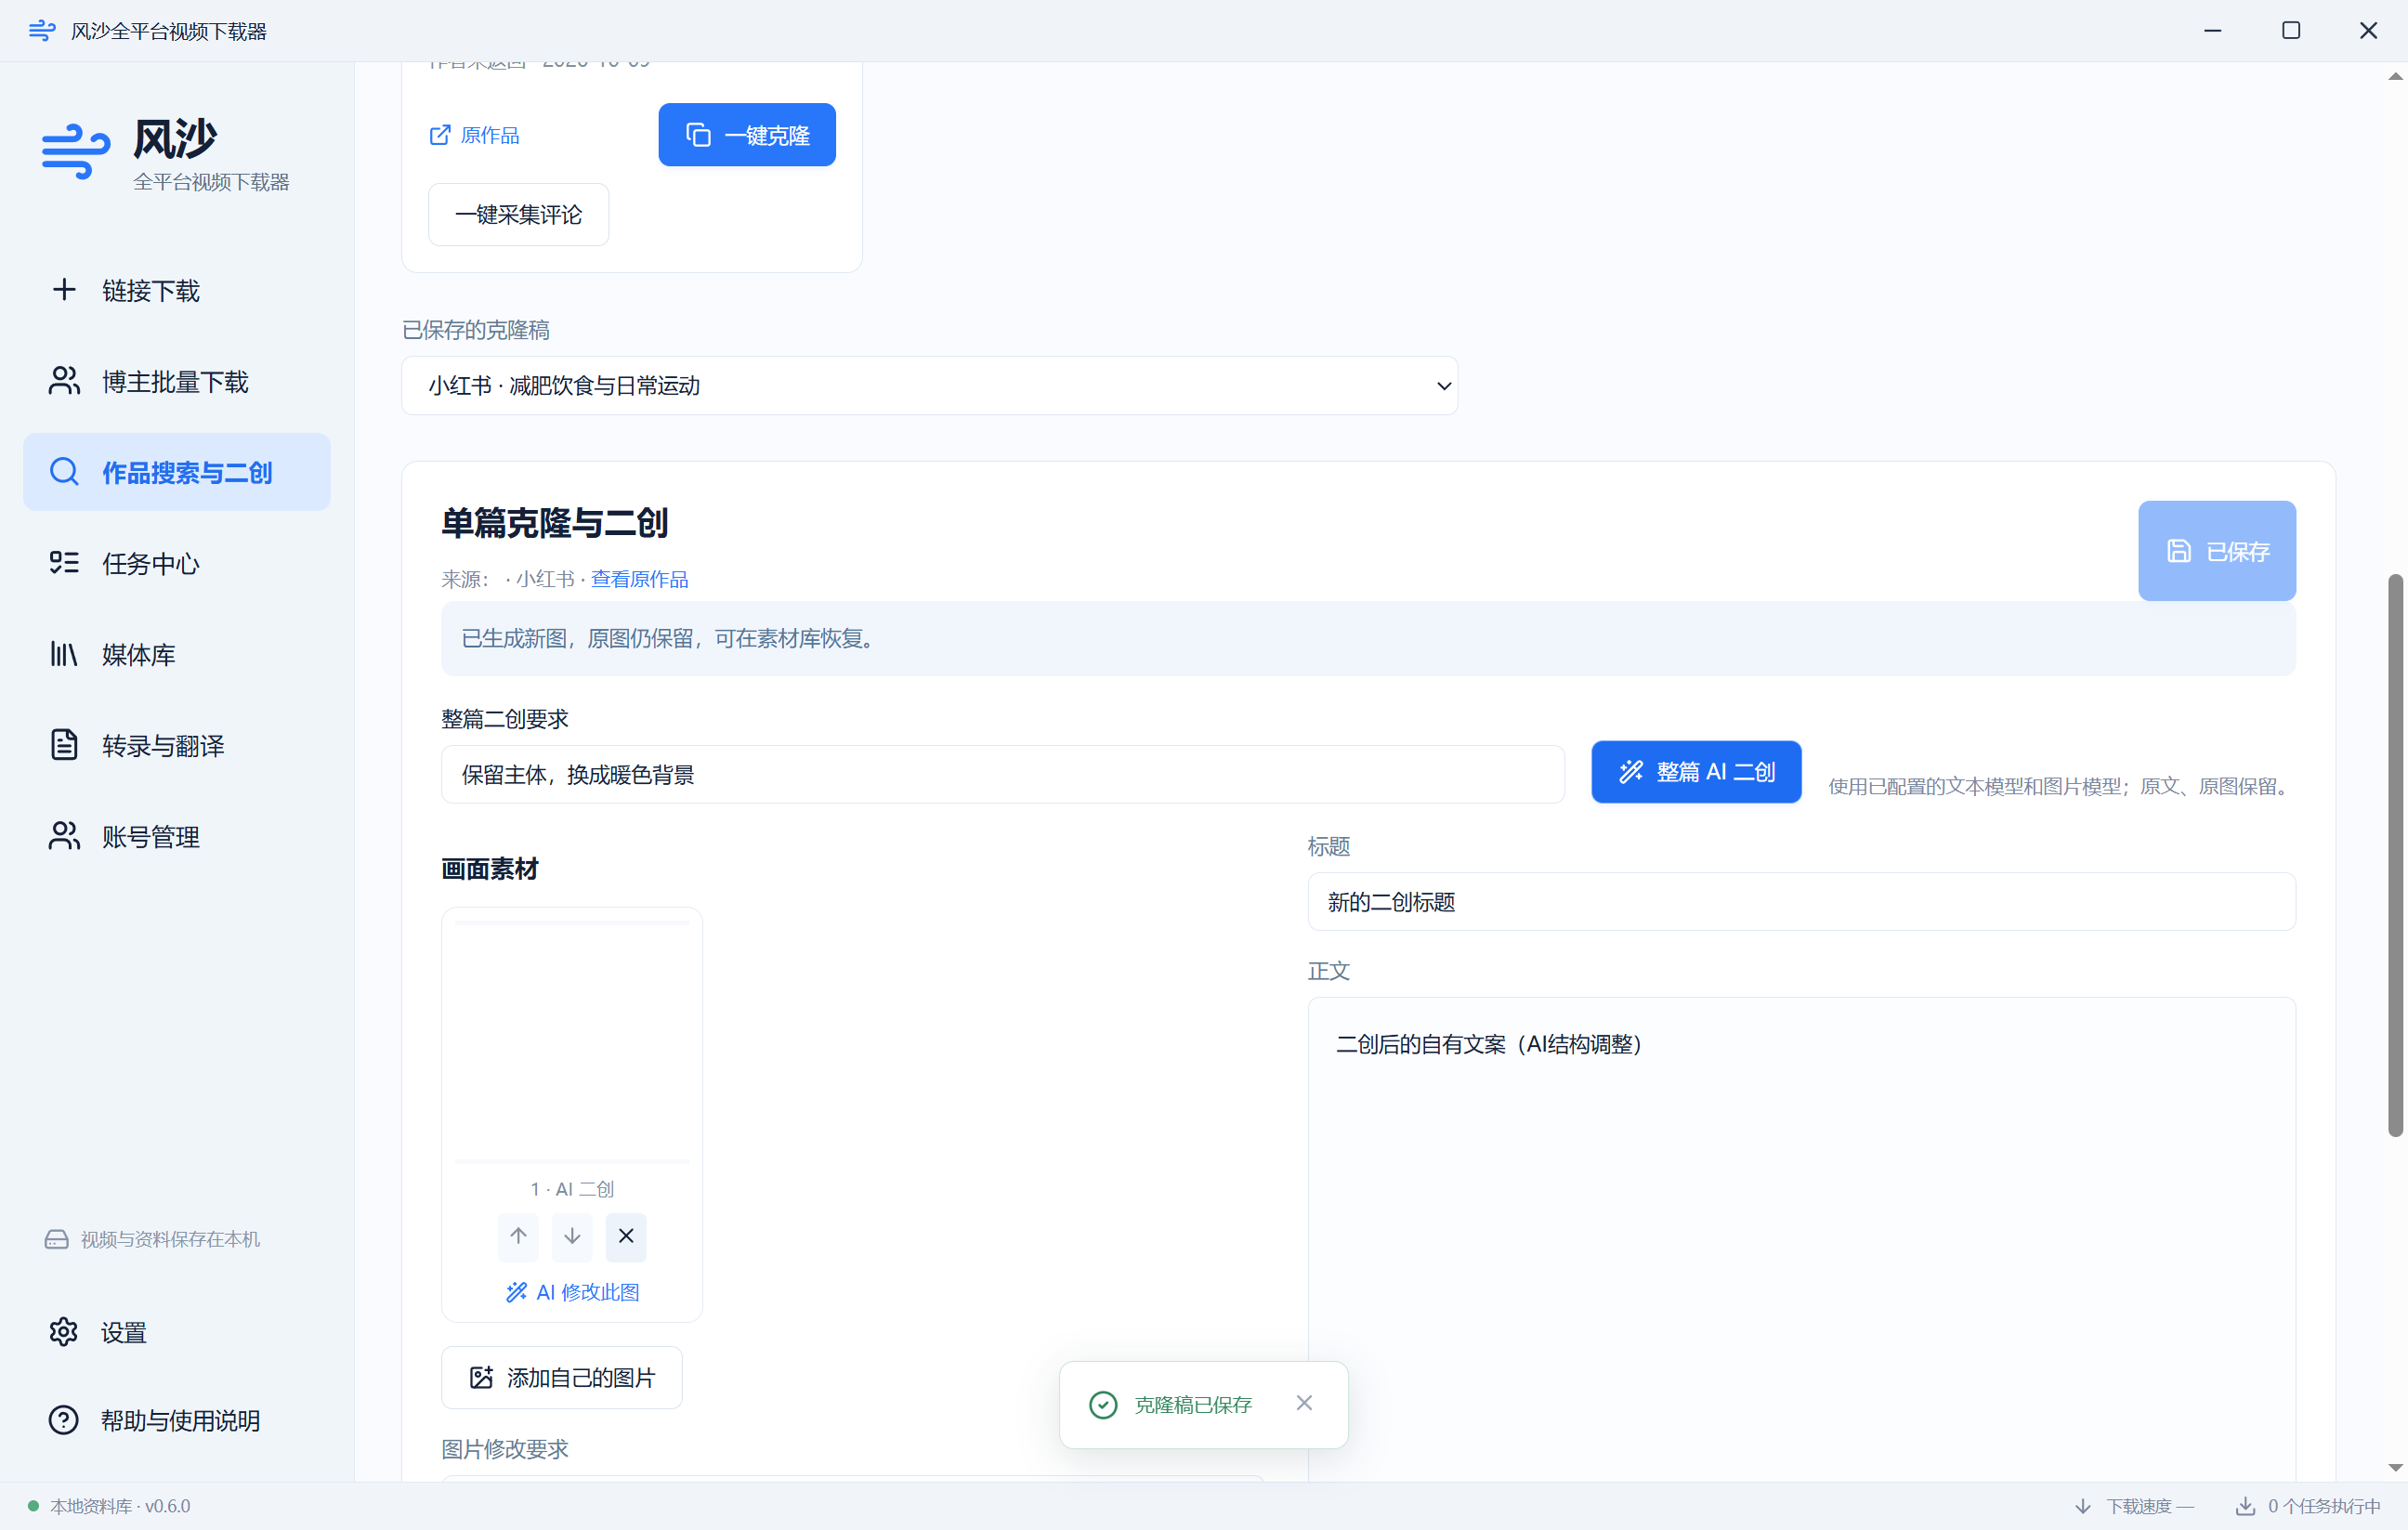 风沙全平台视频下载器
风沙
全平台视频下载器
链接下载
博主批量下载
作品搜索与二创
任务中心
媒体库
转录与翻译
账号管理
视频与资料保存在本机
设置
帮助与使用说明
原作品
一键克隆
一键采集评论
已保存的克隆稿
小红书 · 减肥饮食与日常运动
单篇克隆与二创
来源： · 小红书 · 查看原作品
已保存
已生成新图，原图仍保留，可在素材库恢复。
整篇二创要求
保留主体，换成暖色背景
整篇 AI 二创
使用已配置的文本模型和图片模型；原文、原图保留。
画面素材
1 · AI 二创
AI 修改此图
添加自己的图片
图片修改要求
标题
新的二创标题
正文
二创后的自有文案（AI结构调整）
克隆稿已保存
本地资料库 · v0.6.0
下载速度 —
0 个任务执行中